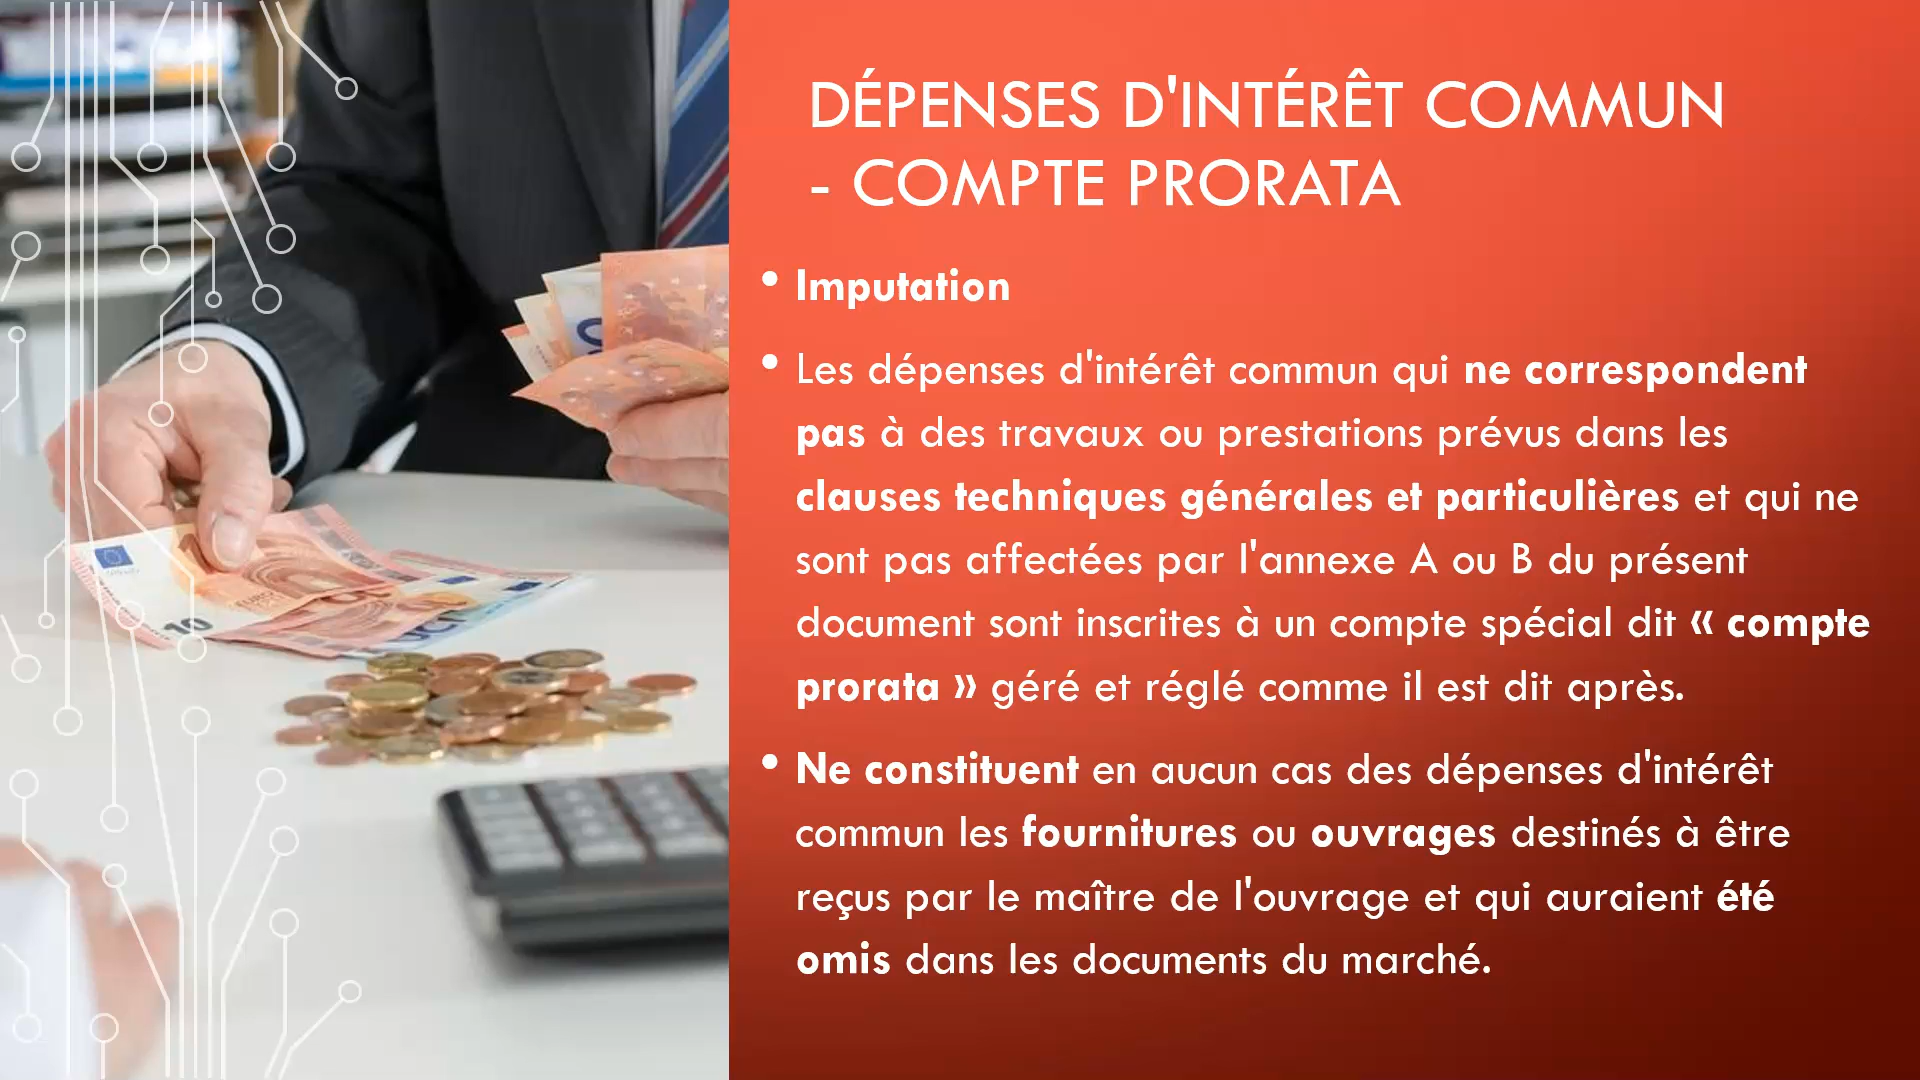 DÉPENSES D'INTÉRÊT COMMUN
- COMPTE PRORATA
• Imputation
• Les dépenses d'intérêt commun qui ne correspondent
pas à des travaux ou prestations prévus dans les
clauses techniques générales et particulières et qui ne
sont pas affectées par l'annexe A ou B du présent
document sont inscrites à un compte spécial dit « compte
prorata » géré et réglé comme il est dit après.
• Ne constituent en aucun cas des dépenses d'intérêt
commun les fournitures ou ouvrages destinés à être
reçus par le maître de l'ouvrage et qui auraient été
omis dans les documents du marché.
10